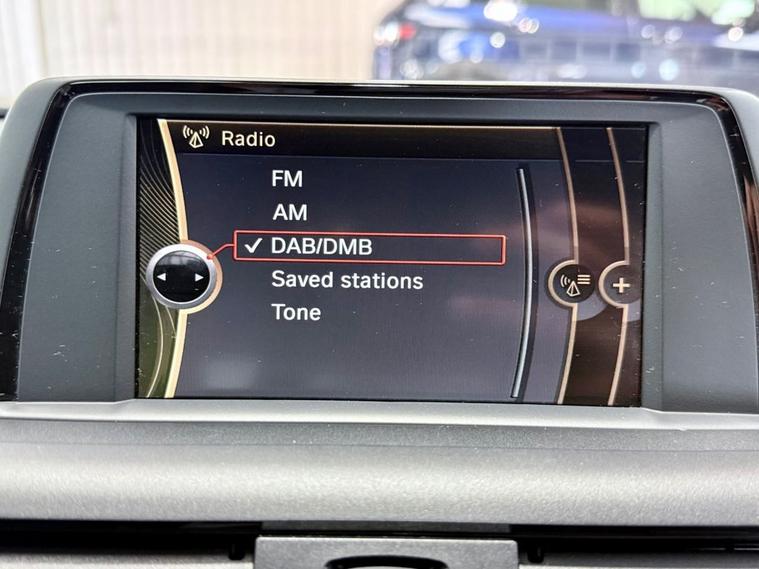 Radio
FM
AM
✓ DAB/DMB
Saved stations
Tone